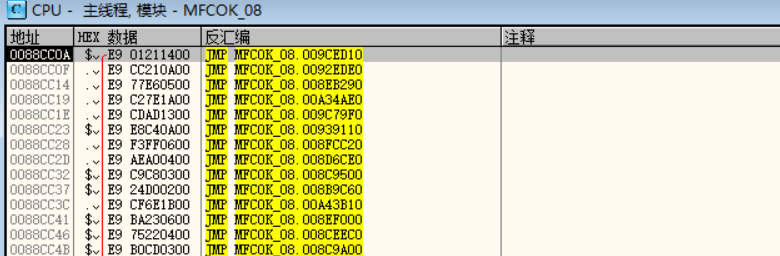 C CPU - 主线程, 模块 - MFCOK_08
地址 HEX 数据 反汇编 注释
0088CC0A $ E9 01211400 JMP MFCOK_08.009CED10
0088CC0F . E9 CC210A00 JMP MFCOK_08.0092EDE0
0088CC14 . E9 77E60500 JMP MFCOK_08.008EB290
0088CC19 . E9 C27E1A00 JMP MFCOK_08.00A34AE0
0088CC1E . E9 CDAD1300 JMP MFCOK_08.009C79F0
0088CC23 $ E9 E8C40A00 JMP MFCOK_08.00939110
0088CC28 . E9 F3FF0600 JMP MFCOK_08.008FCC20
0088CC2D . E9 AEA00400 JMP MFCOK_08.008D6CE0
0088CC32 $ E9 C9C80300 JMP MFCOK_08.008C9500
0088CC37 $ E9 24D00200 JMP MFCOK_08.008B9C60
0088CC3C . E9 CF6E1B00 JMP MFCOK_08.00A43B10
0088CC41 $ E9 BA230600 JMP MFCOK_08.008EF000
0088CC46 $ E9 75220400 JMP MFCOK_08.008CEEC0
0088CC4B $ E9 B0CD0300 JMP MFCOK_08.008C9A00